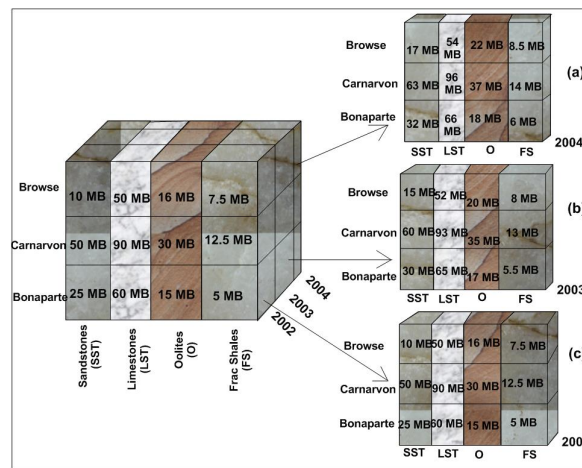 Browse
Carnarvon
Bonaparte
10 MB 50 MB 16 MB 7.5 MB
50 MB 90 MB 30 MB 12.5 MB
25 MB 60 MB 15 MB 5 MB
Sandstones
(SST)
Limestones
(LST)
Oolites
(O)
Frac Shales
(FS)
2002
2003
2004
Browse
17 MB 54 MB 22 MB 8.5 MB
(a)
Carnarvon
63 MB 96 MB 37 MB 14 MB
Bonaparte
32 MB 66 MB 18 MB 6 MB
SST LST O FS
2004
Browse
15 MB 52 MB 20 MB 8 MB
(b)
Carnarvon
60 MB 93 MB 35 MB 13 MB
Bonaparte
30 MB 65 MB 17 MB 5.5 MB
SST LST O FS
2003
Browse
10 MB 50 MB 16 MB 7.5 MB
(c)
Carnarvon
50 MB 90 MB 30 MB 12.5 MB
Bonaparte
25 MB 60 MB 15 MB 5 MB
SST LST O FS